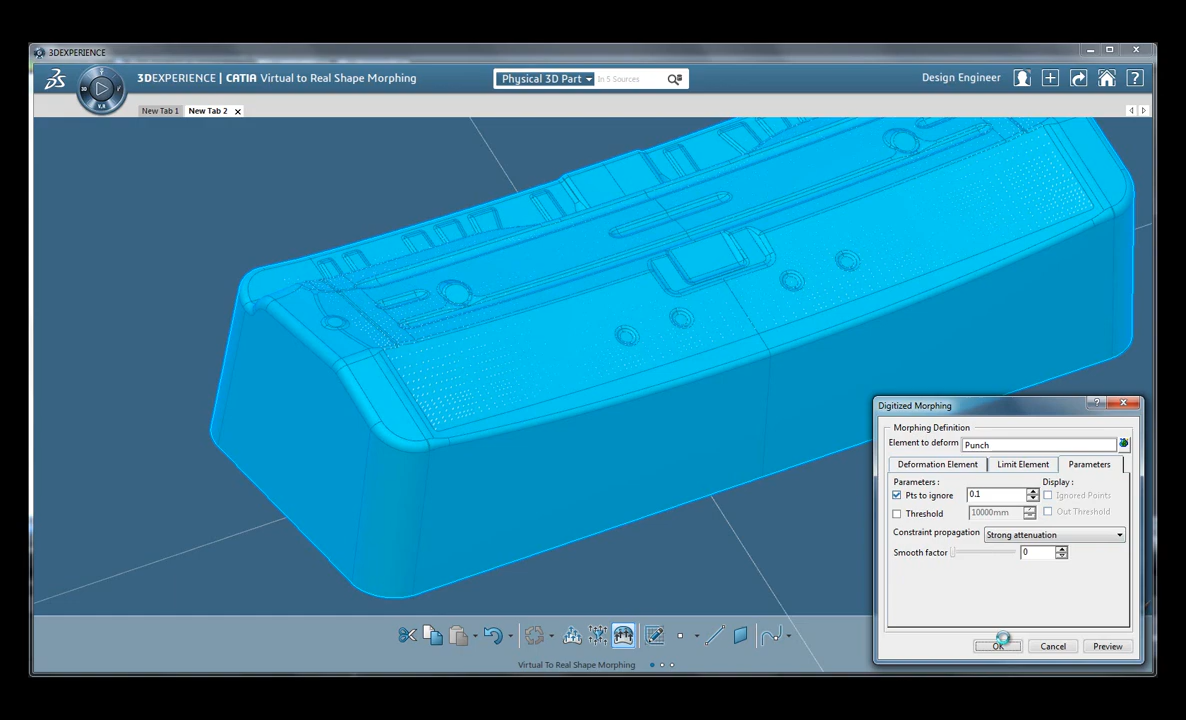 3DEXPERIENCE
3DEXPERIENCE | CATIA Virtual to Real Shape Morphing
Physical 3D Part
In 5 Sources
Design Engineer
?
3D
V.R
New Tab 1
New Tab 2
Digitized Morphing
?
Morphing Definition
Element to deform
Punch
Deformation Element
Limit Element
Parameters
Parameters :
Display :
Pts to ignore
0.1
Ignored Points
Threshold
10000mm
Out Threshold
Constraint propagation
Strong attenuation
Smooth factor
0
OK
Cancel
Preview
Virtual To Real Shape Morphing